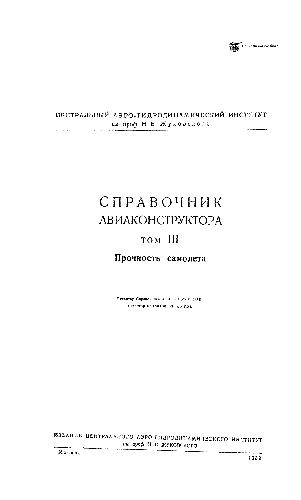 ЦЕНТРАЛЬНЫЙ АЭРО-ГИДРОДИНАМИЧЕСКИЙ ИНСТИТУТ
им. проф. Н. Е. Жуковского
СПРАВОЧНИК
АВИАКОНСТРУКТОРА
ТОМ III
Прочность самолета
ИЗДАНИЕ ЦЕНТРАЛЬНОГО АЭРО-ГИДРОДИНАМИЧЕСКОГО ИНСТИТУТА
им. проф. Н. Е. ЖУКОВСКОГО
Москва